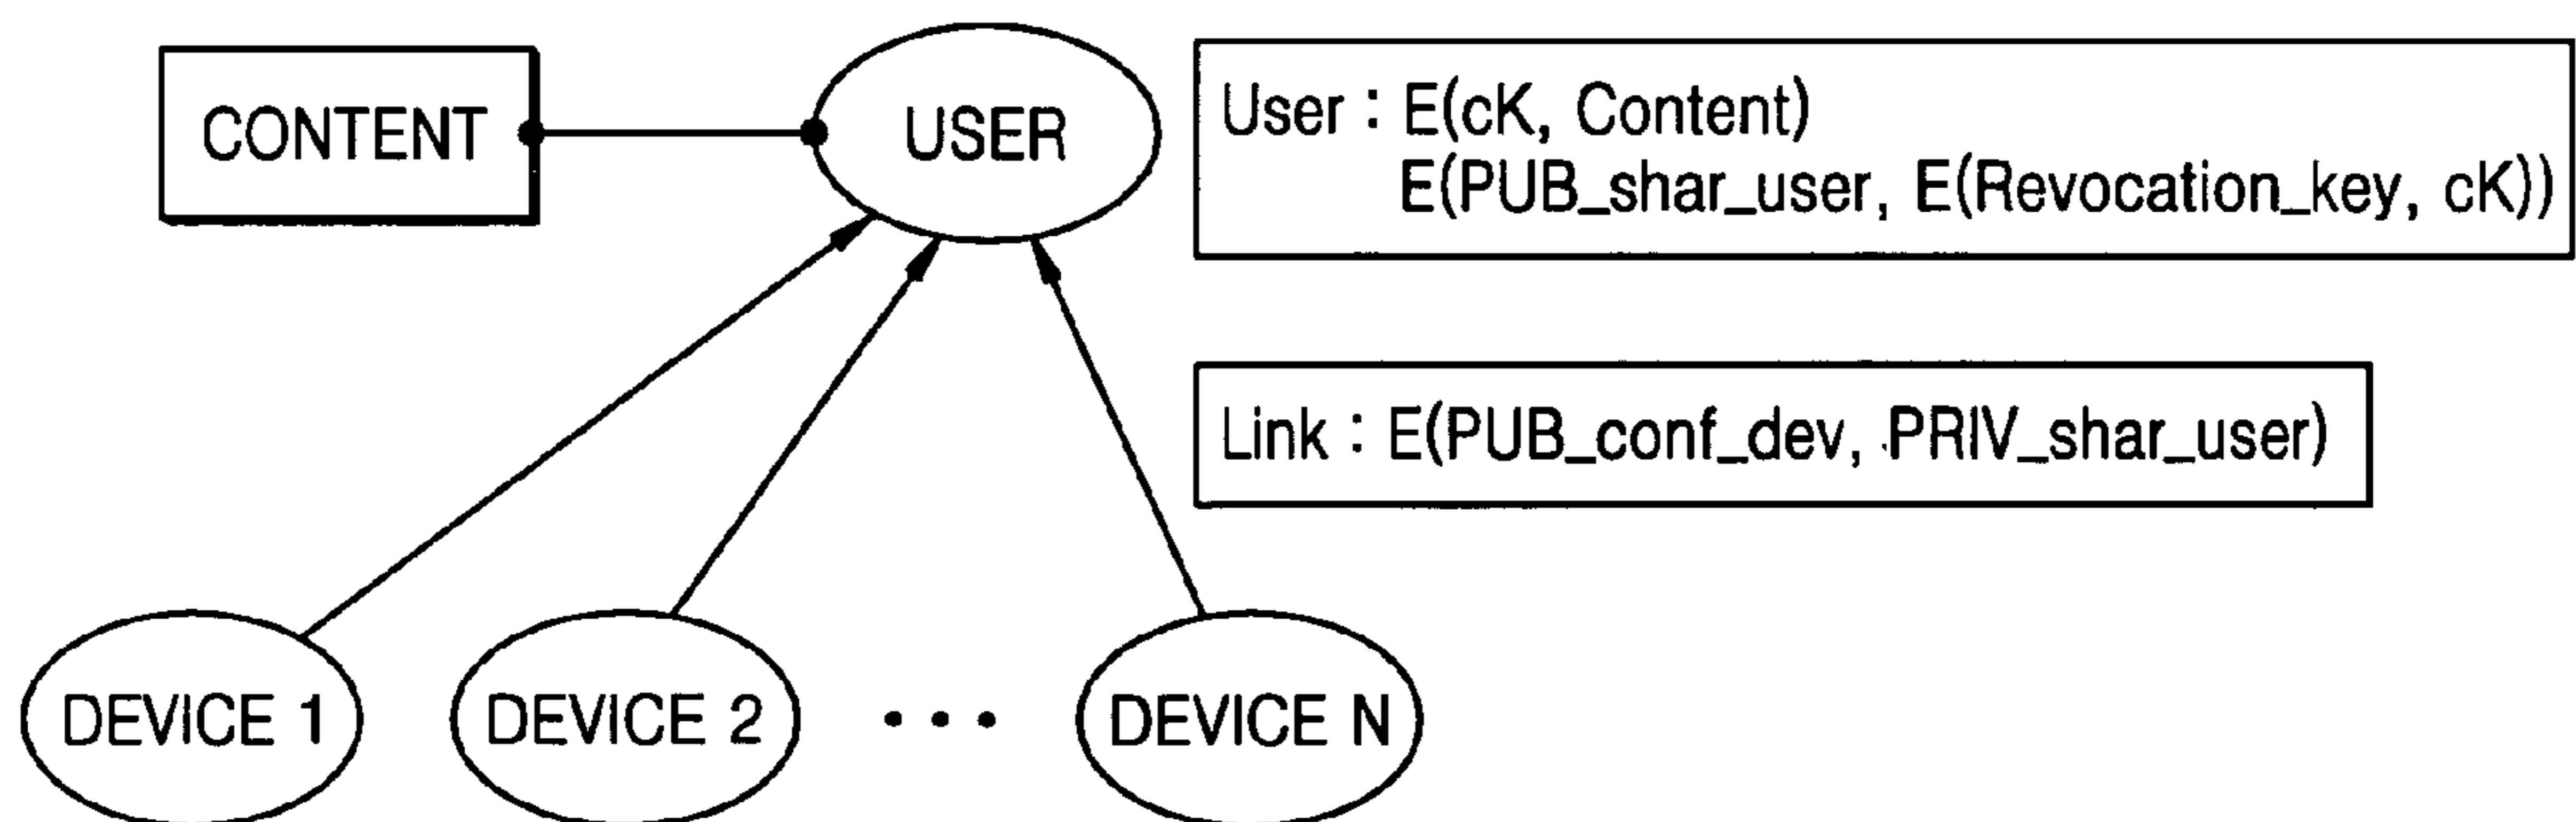 CONTENT
USER
User : E(cK, Content)
E(PUB_shar_user, E(Revocation_key, cK))
Link : E(PUB_conf_dev, PRIV_shar_user)
DEVICE 1
DEVICE 2
• • •
DEVICE N